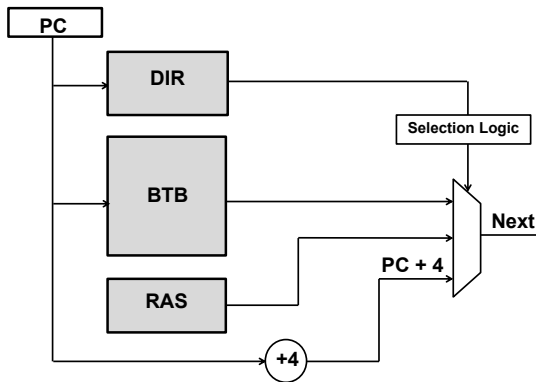 PC
DIR
Selection Logic
BTB
Next
PC + 4
RAS
+4